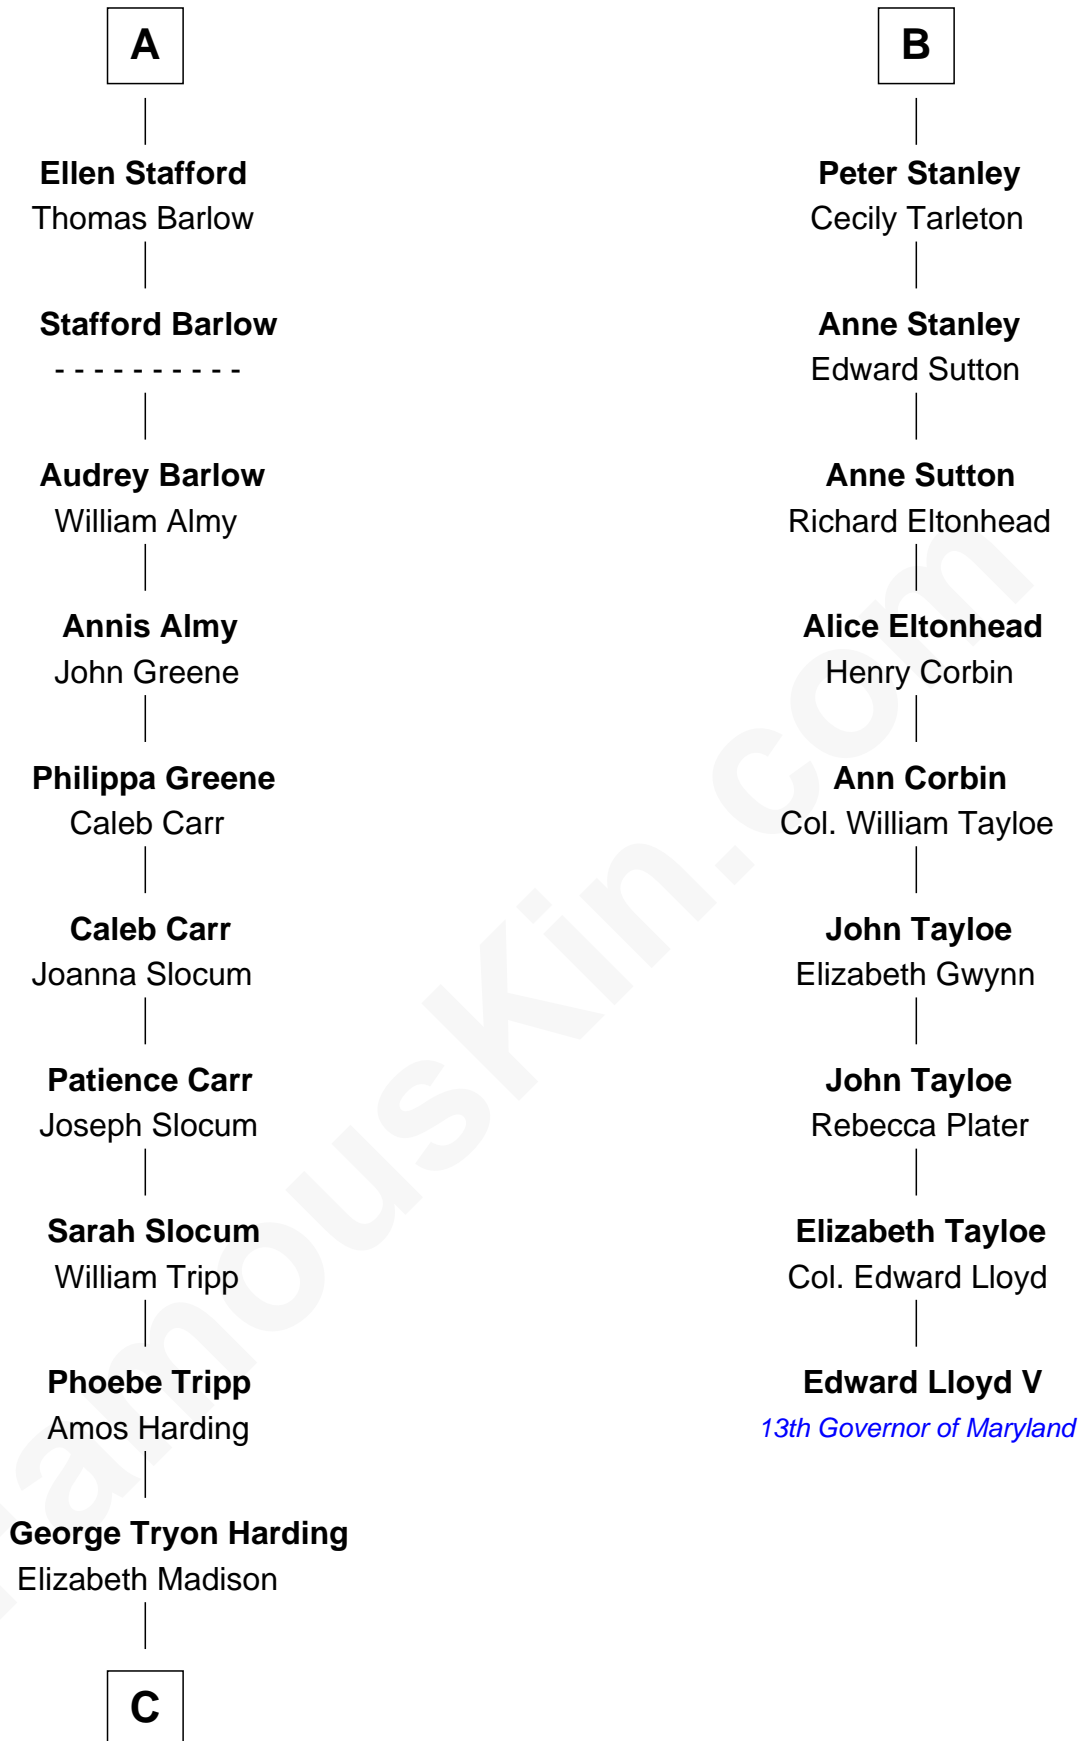 A
Ellen Stafford
Thomas Barlow
Stafford Barlow
- - - - - - - - - -
Audrey Barlow
William Almy
Annis Almy
John Greene
Philippa Greene
Caleb Carr
Caleb Carr
Joanna Slocum
Patience Carr
Joseph Slocum
Sarah Slocum
William Tripp
Phoebe Tripp
Amos Harding
George Tryon Harding
Elizabeth Madison
C
B
Peter Stanley
Cecily Tarleton
Anne Stanley
Edward Sutton
Anne Sutton
Richard Eltonhead
Alice Eltonhead
Henry Corbin
Ann Corbin
Col. William Tayloe
John Tayloe
Elizabeth Gwynn
John Tayloe
Rebecca Plater
Elizabeth Tayloe
Col. Edward Lloyd
Edward Lloyd V
13th Governor of Maryland
FamousKin.com